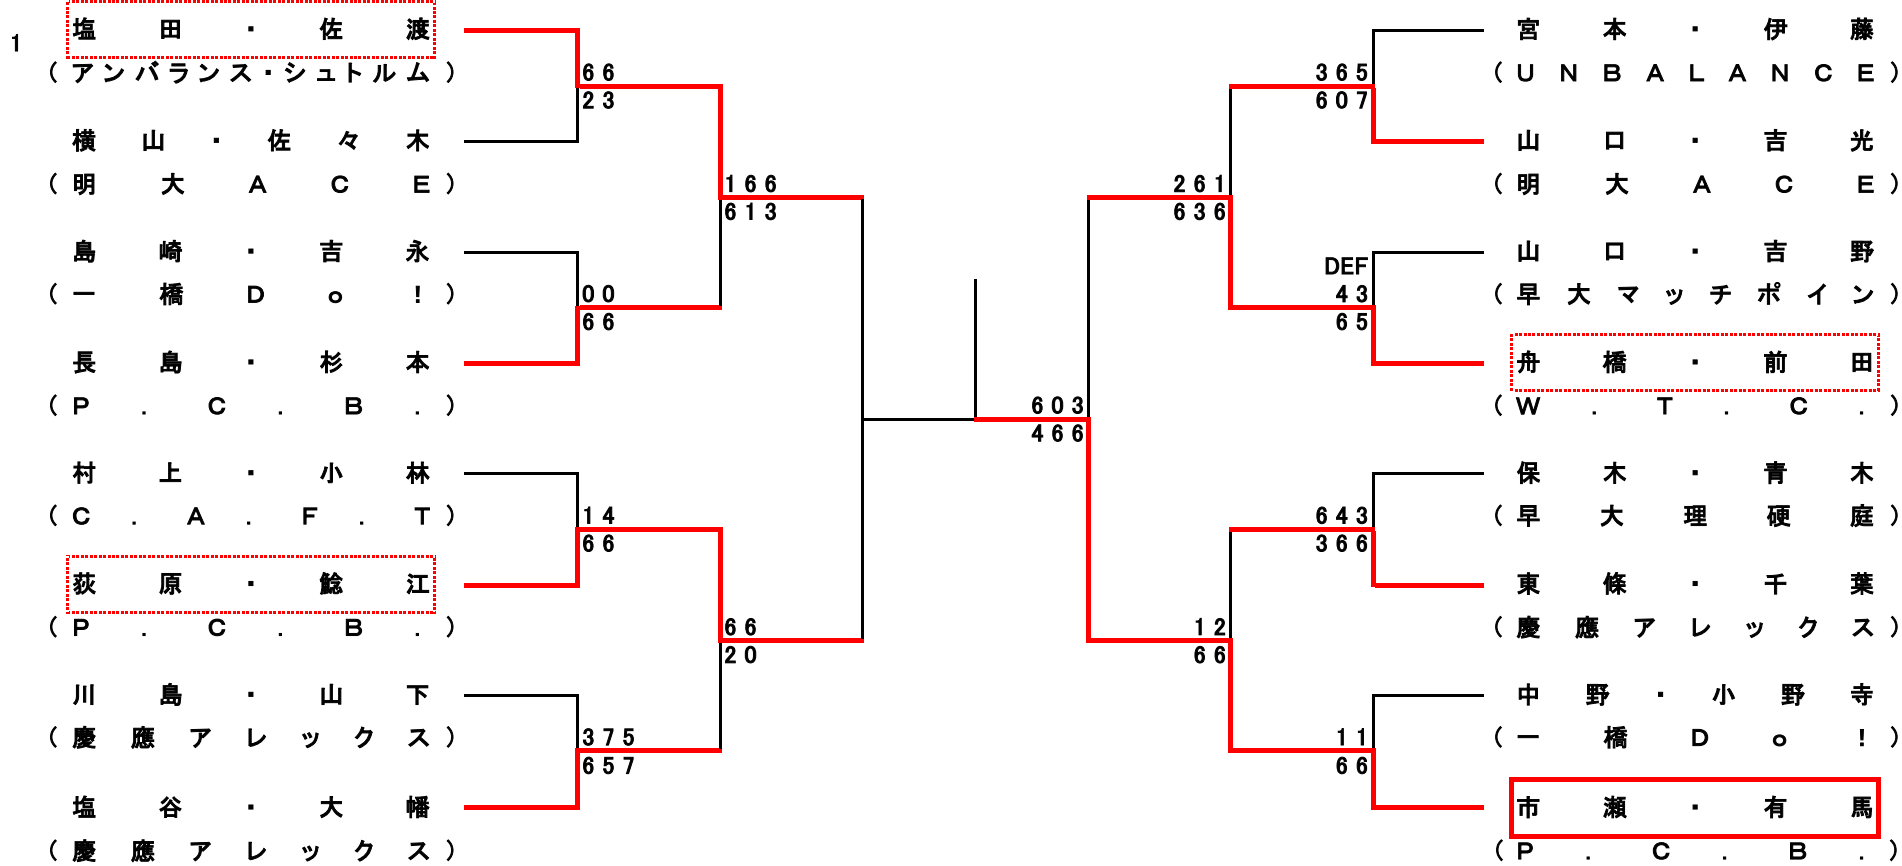 1
塩田・佐渡
(アンバランス・シュトルム)
66
23
横山・佐々木
(明大ACE)
166
613
島崎・吉永
(一橋Do!)
00
66
長島・杉本
(P.C.B.)
村上・小林
(C.A.F.T)
14
66
荻原・鯰江
(P.C.B.)
66
20
川島・山下
(慶應アレックス)
375
657
塩谷・大幡
(慶應アレックス)
603
466
宮本・伊藤
(UNBALANCE)
365
607
山口・吉光
(明大ACE)
261
636
山口・吉野
(早大マッチポイン)
DEF
43
65
舟橋・前田
(W.T.C.)
保木・青木
(早大理硬庭)
643
366
東條・千葉
(慶應アレックス)
12
66
中野・小野寺
(一橋Do!)
11
66
市瀬・有馬
(P.C.B.)